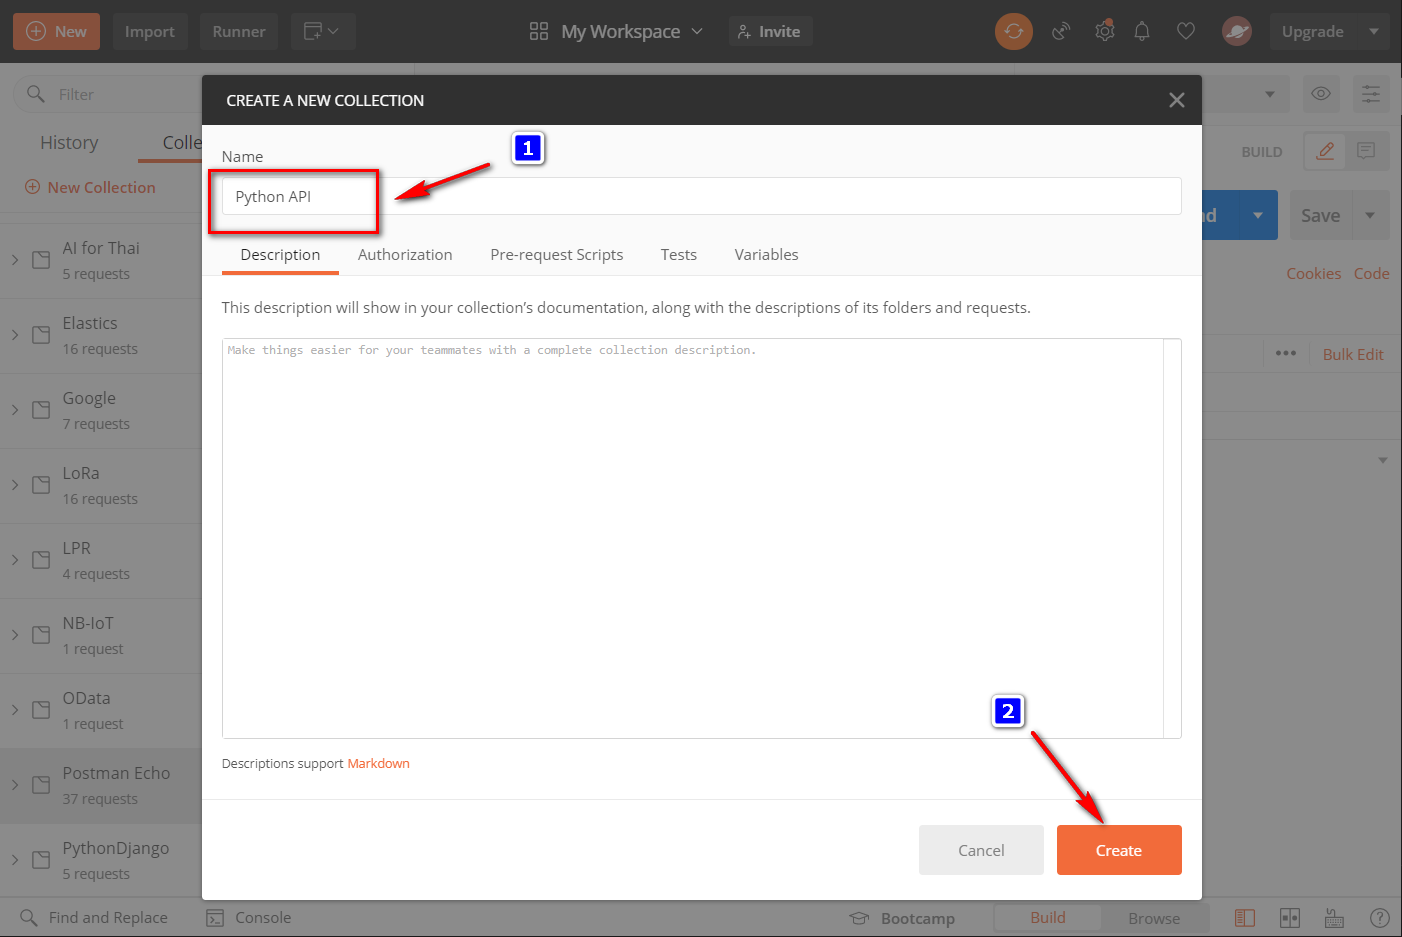 New Import Runner My Workspace Invite Upgrade
Filter
CREATE A NEW COLLECTION
History Colle
Name
1
BUILD
New Collection
Python API
nd Save
Description Authorization Pre-request Scripts Tests Variables
AI for Thai
5 requests
Cookies Code
This description will show in your collection’s documentation, along with the descriptions of its folders and requests.
Make things easier for your teammates with a complete collection description.
Bulk Edit
Elastics
16 requests
Google
7 requests
LoRa
16 requests
LPR
4 requests
NB-IoT
1 request
OData
1 request
2
Descriptions support Markdown
Postman Echo
37 requests
PythonDjango
5 requests
Cancel Create
Find and Replace Console Bootcamp Build Browse